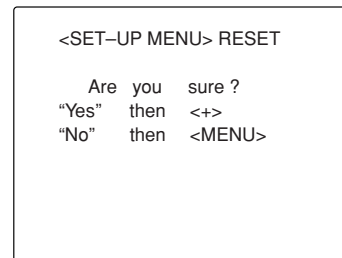 <SET–UP MENU> RESET
Are you sure ?
“Yes” then <+>
“No” then <MENU>